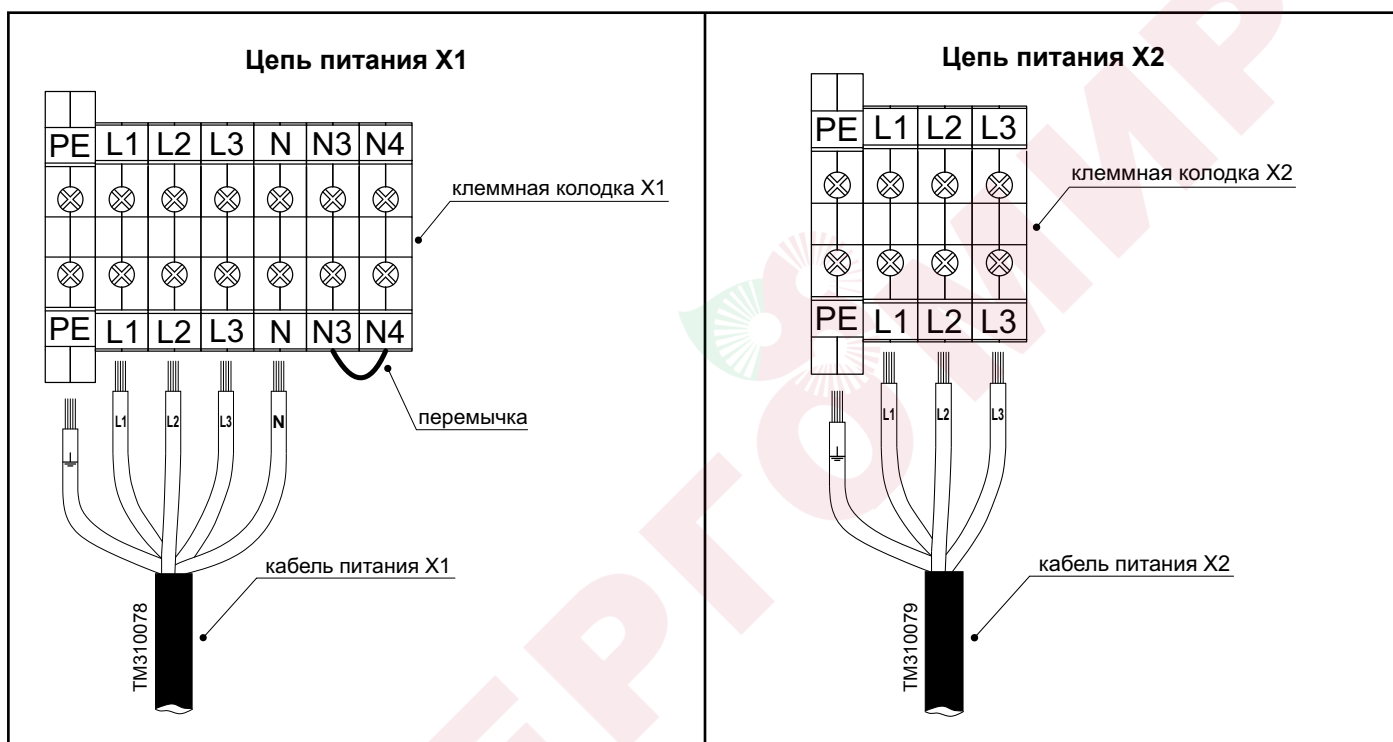 Цепь питания X1
PE L1 L2 L3 N N3 N4
клеммная колодка X1
PE L1 L2 L3 N N3 N4
L1 L2 L3 N
перемычка
кабель питания X1
TM310078
Цепь питания X2
PE L1 L2 L3
клеммная колодка X2
PE L1 L2 L3
L1 L2 L3
кабель питания X2
TM310079
ЕРГОМИР